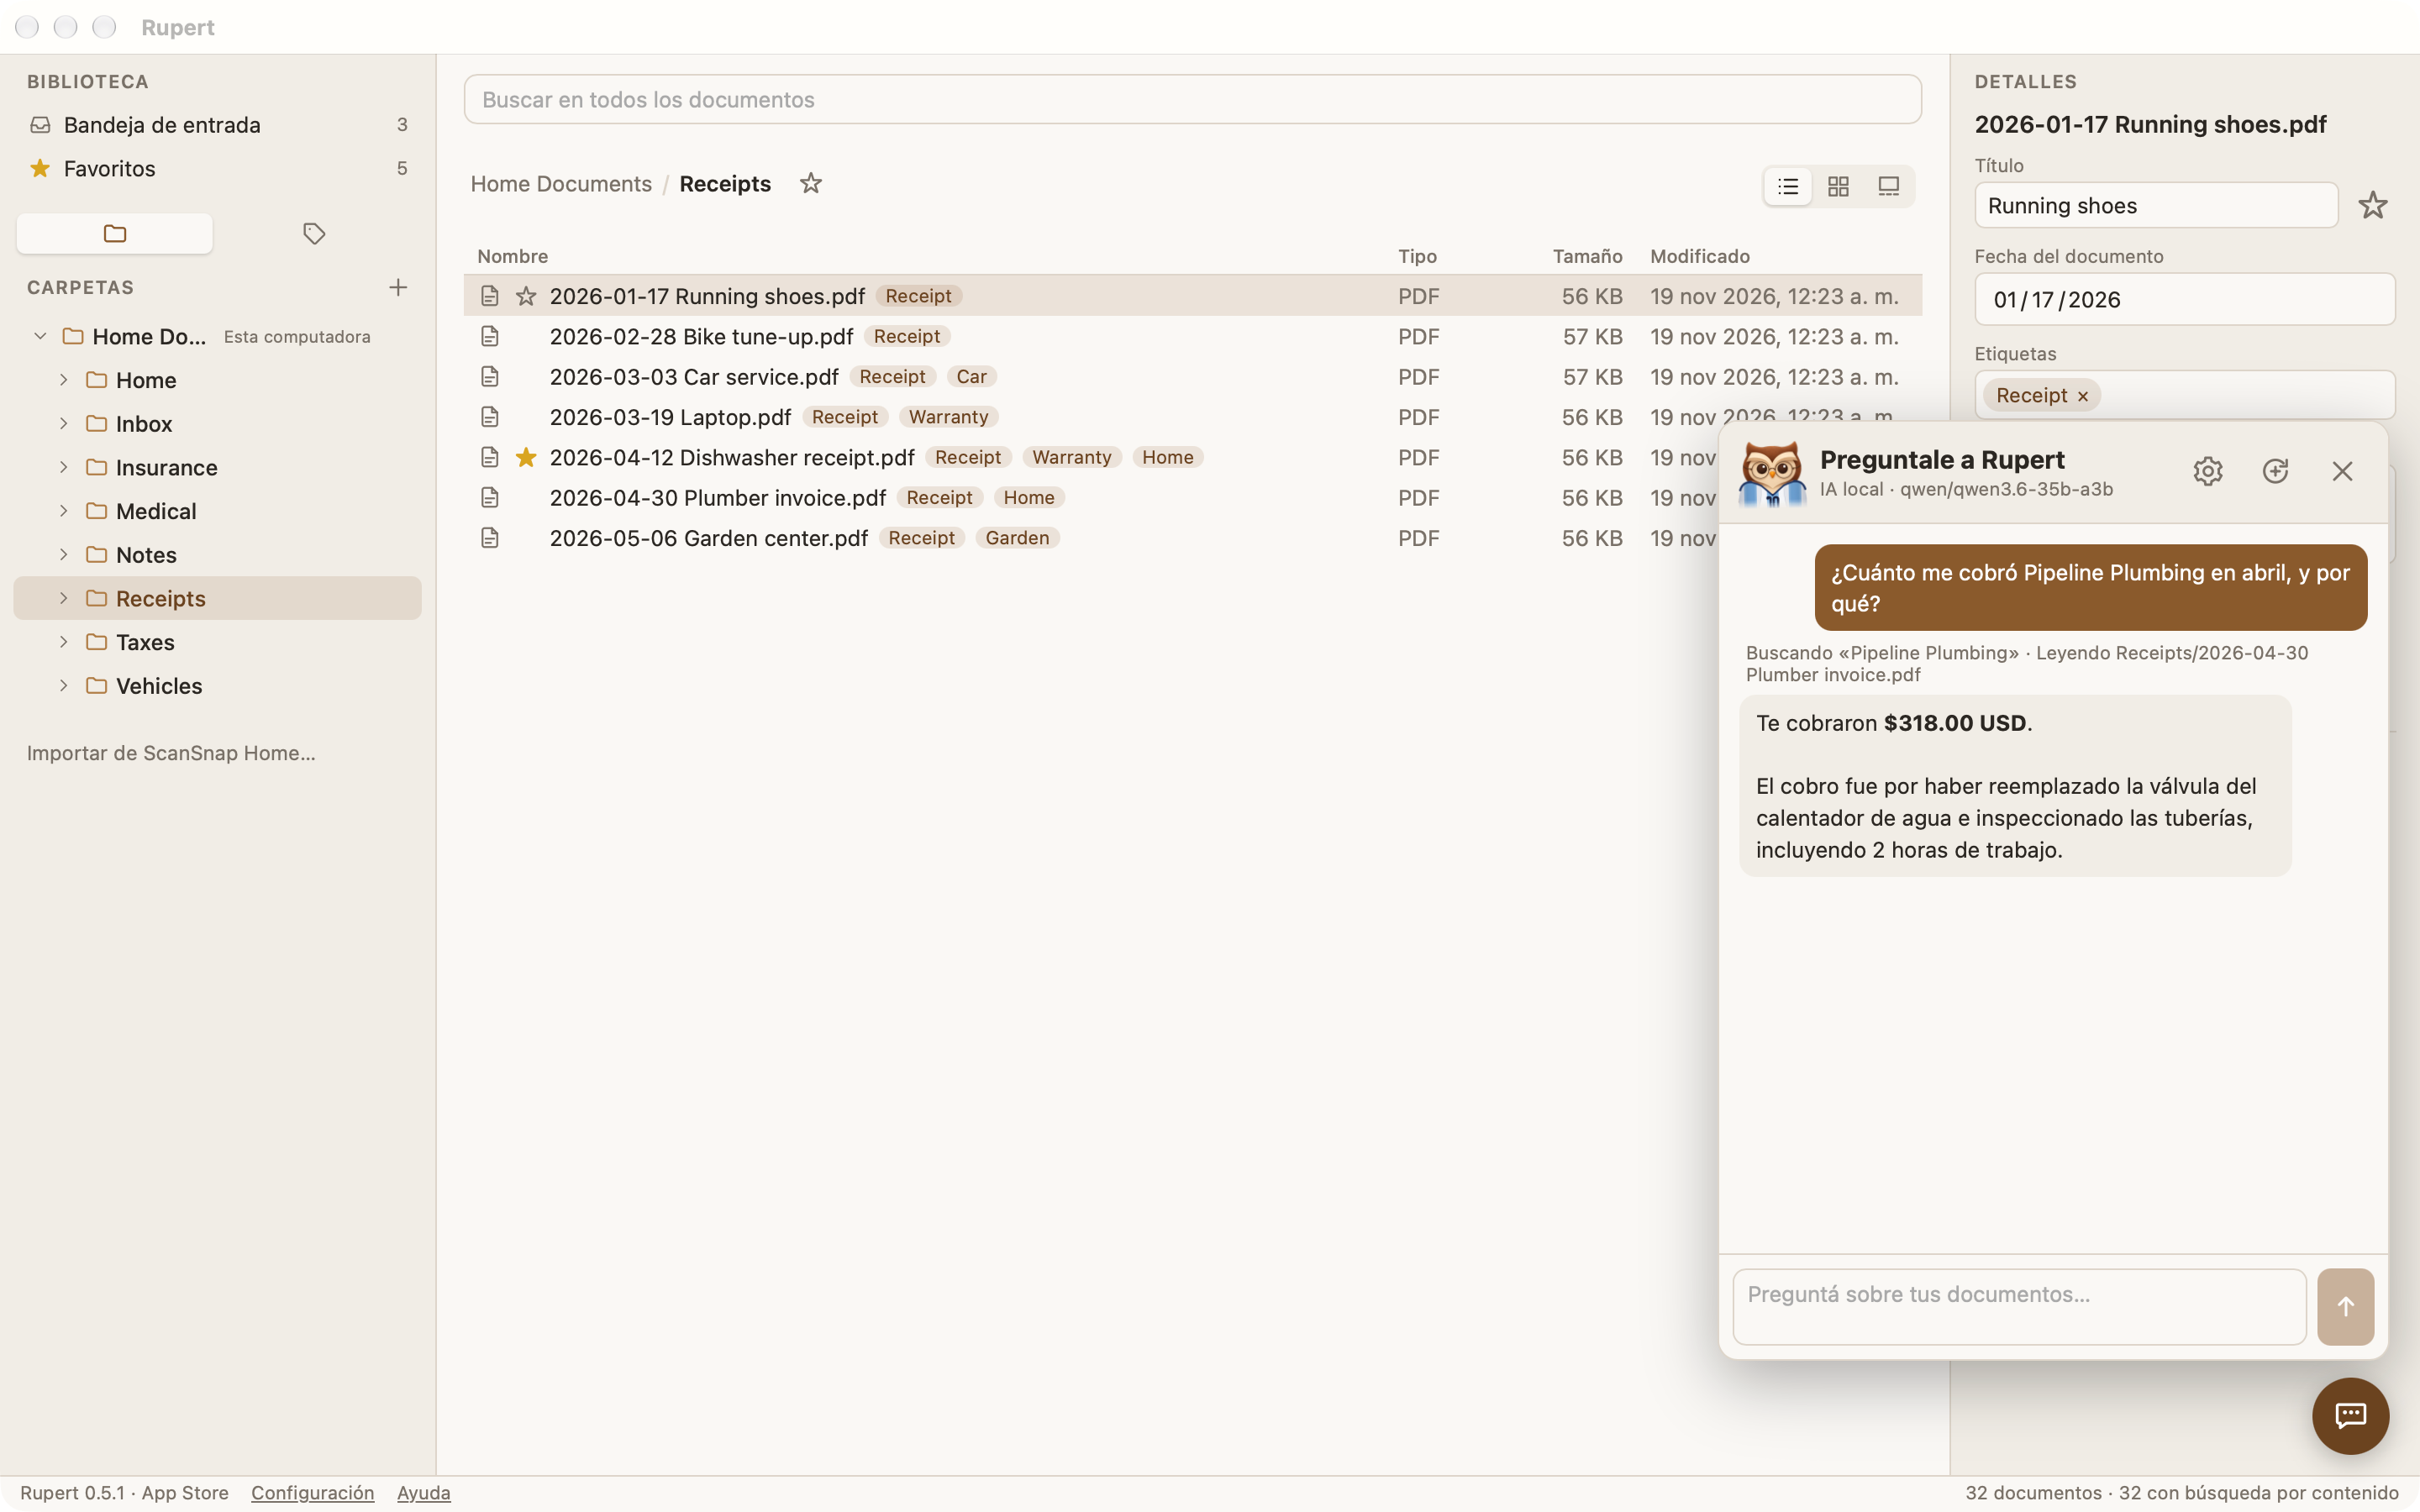 Rupert
BIBLIOTECA
Bandeja de entrada 3
Favoritos 5
CARPETAS
Home Do... Esta computadora
Home
Inbox
Insurance
Medical
Notes
Receipts
Taxes
Vehicles
Importar de ScanSnap Home...
Buscar en todos los documentos
Home Documents / Receipts
Nombre Tipo Tamaño Modificado
2026-01-17 Running shoes.pdf Receipt PDF 56 KB 19 nov 2026, 12:23 a. m.
2026-02-28 Bike tune-up.pdf Receipt PDF 57 KB 19 nov 2026, 12:23 a. m.
2026-03-03 Car service.pdf Receipt Car PDF 57 KB 19 nov 2026, 12:23 a. m.
2026-03-19 Laptop.pdf Receipt Warranty PDF 56 KB 19 nov 2026, 12:23 a. m.
2026-04-12 Dishwasher receipt.pdf Receipt Warranty Home PDF 56 KB 19 nov
2026-04-30 Plumber invoice.pdf Receipt Home PDF 56 KB 19 nov
2026-05-06 Garden center.pdf Receipt Garden PDF 56 KB 19 nov
DETALLES
2026-01-17 Running shoes.pdf
Título
Running shoes
Fecha del documento
01/17/2026
Etiquetas
Receipt ×
Preguntale a Rupert
IA local · qwen/qwen3.6-35b-a3b
¿Cuánto me cobró Pipeline Plumbing en abril, y por
qué?
Buscando «Pipeline Plumbing» · Leyendo Receipts/2026-04-30
Plumber invoice.pdf
Te cobraron $318.00 USD.
El cobro fue por haber reemplazado la válvula del
calentador de agua e inspeccionado las tuberías,
incluyendo 2 horas de trabajo.
Preguntá sobre tus documentos...
Rupert 0.5.1 · App Store Configuración Ayuda
32 documentos · 32 con búsqueda por contenido